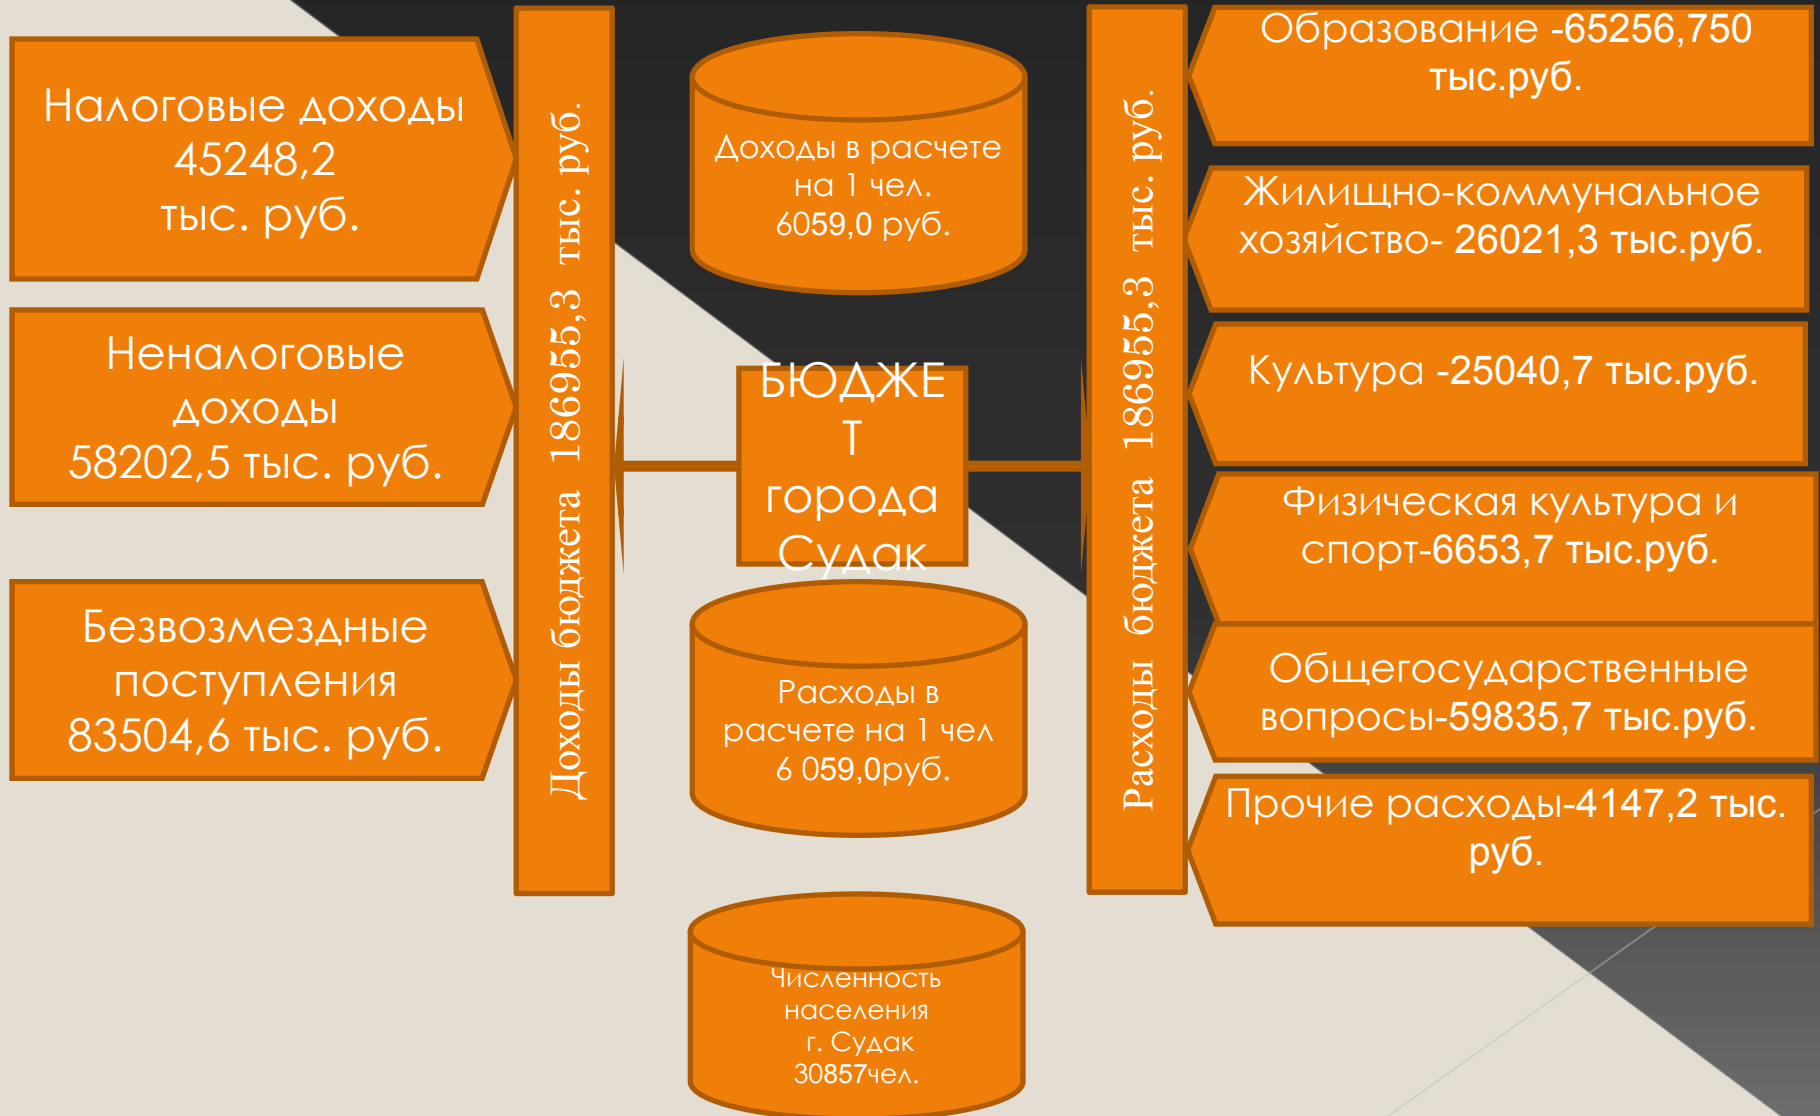 Налоговые доходы
45248,2
тыс. руб.
Неналоговые
доходы
58202,5 тыс. руб.
Безвозмездные
поступления
83504,6 тыс. руб.
Доходы бюджета 186955,3 тыс. руб.
Доходы в расчете
на 1 чел.
6059,0 руб.
БЮДЖЕ
Т
города
Судак
Расходы в
расчете на 1 чел
6 059,0руб.
Численность
населения
г. Судак
30857чел.
Расходы бюджета 186955,3 тыс. руб.
Образование -65256,750
тыс.руб.
Жилищно-коммунальное
хозяйство- 26021,3 тыс.руб.
Культура -25040,7 тыс.руб.
Физическая культура и
спорт-6653,7 тыс.руб.
Общегосударственные
вопросы-59835,7 тыс.руб.
Прочие расходы-4147,2 тыс.
руб.